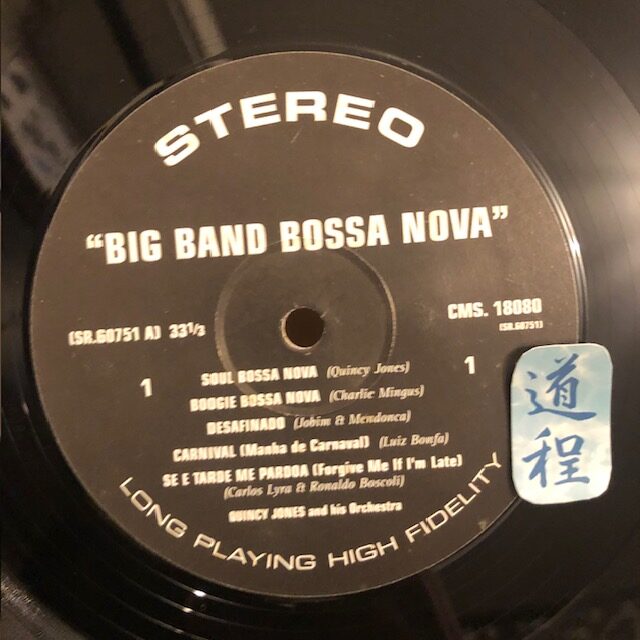 STEREO
“BIG BAND BOSSA NOVA”
(SR.60751 A) 33 1/3
CMS. 18080
(SR.60751)
1
1
SOUL BOSSA NOVA (Quincy Jones)
BOOGIE BOSSA NOVA (Charlie Mingus)
DESAFINADO (Jobim & Mendonca)
CARNIVAL (Manha de Carnaval) (Luiz Bonfa)
SE E TARDE ME PARDOA (Forgive Me If I'm Late)
(Carlos Lyra & Ronaldo Boscoli)
QUINCY JONES and his Orchestra
LONG PLAYING HIGH FIDELITY
道程